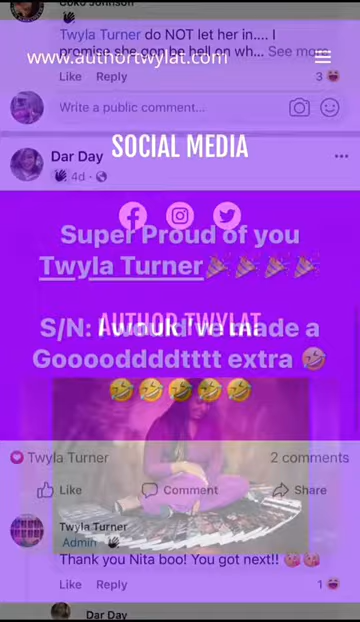 Coko Johnson
Twyla Turner do NOT let her in.... I
promise she gon be hell on wh... See more
www.authortwylat.com
Like Reply
3
Write a public comment...
SOCIAL MEDIA
Dar Day
4d
Super Proud of you
Twyla Turner
AUTHOR TWYLAT
S/N: I would've made a
Gooooddddtttt extra
Twyla Turner
2 comments
Like Comment Share
Twyla Turner
Admin
Thank you Nita boo! You got next!!
Like Reply
1
Dar Day